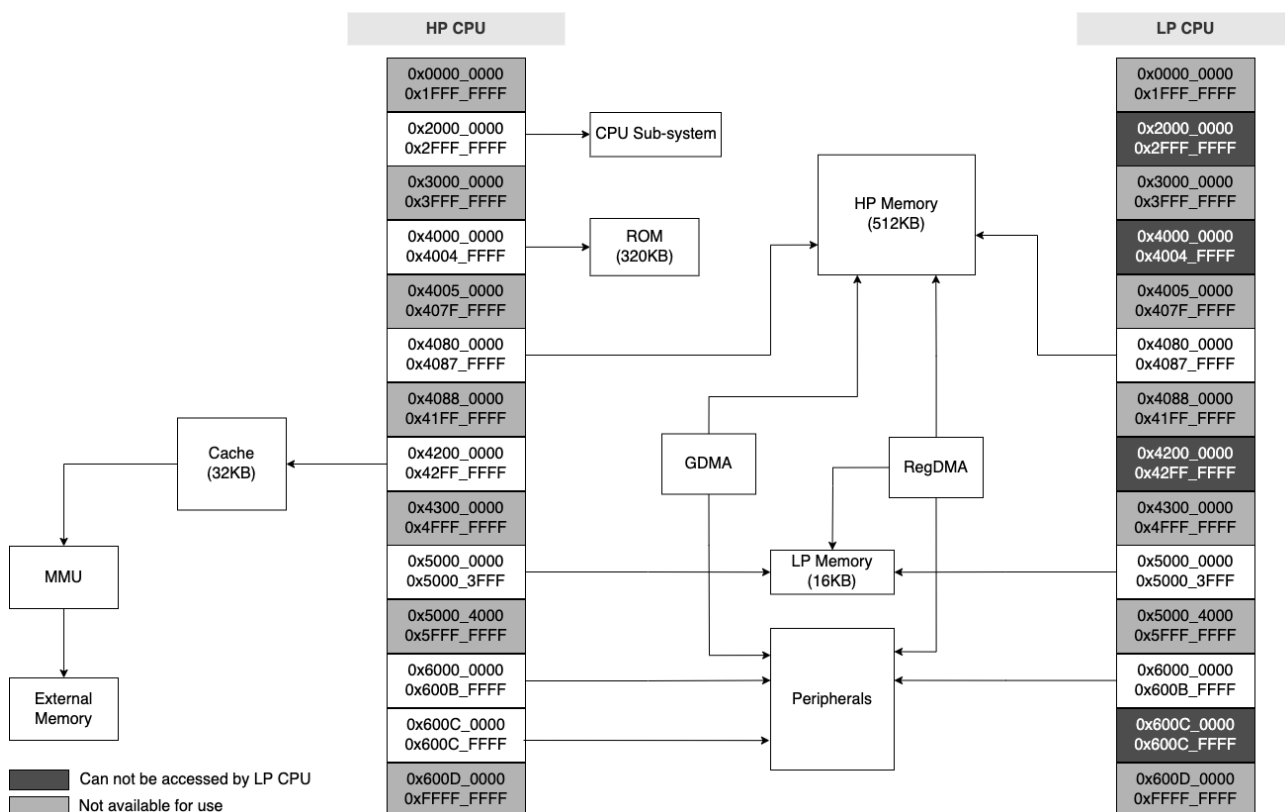 HP CPU
LP CPU
0x0000_0000
0x1FFF_FFFF
0x2000_0000
0x2FFF_FFFF
0x3000_0000
0x3FFF_FFFF
0x4000_0000
0x4004_FFFF
0x4005_0000
0x407F_FFFF
0x4080_0000
0x4087_FFFF
0x4088_0000
0x41FF_FFFF
0x4200_0000
0x42FF_FFFF
0x4300_0000
0x4FFF_FFFF
0x5000_0000
0x5000_3FFF
0x5000_4000
0x5FFF_FFFF
0x6000_0000
0x600B_FFFF
0x600C_0000
0x600C_FFFF
0x600D_0000
0xFFFF_FFFF
CPU Sub-system
ROM
(320KB)
HP Memory
(512KB)
Cache
(32KB)
GDMA
RegDMA
MMU
LP Memory
(16KB)
External
Memory
Peripherals
0x0000_0000
0x1FFF_FFFF
0x2000_0000
0x2FFF_FFFF
0x3000_0000
0x3FFF_FFFF
0x4000_0000
0x4004_FFFF
0x4005_0000
0x407F_FFFF
0x4080_0000
0x4087_FFFF
0x4088_0000
0x41FF_FFFF
0x4200_0000
0x42FF_FFFF
0x4300_0000
0x4FFF_FFFF
0x5000_0000
0x5000_3FFF
0x5000_4000
0x5FFF_FFFF
0x6000_0000
0x600B_FFFF
0x600C_0000
0x600C_FFFF
0x600D_0000
0xFFFF_FFFF
Can not be accessed by LP CPU
Not available for use